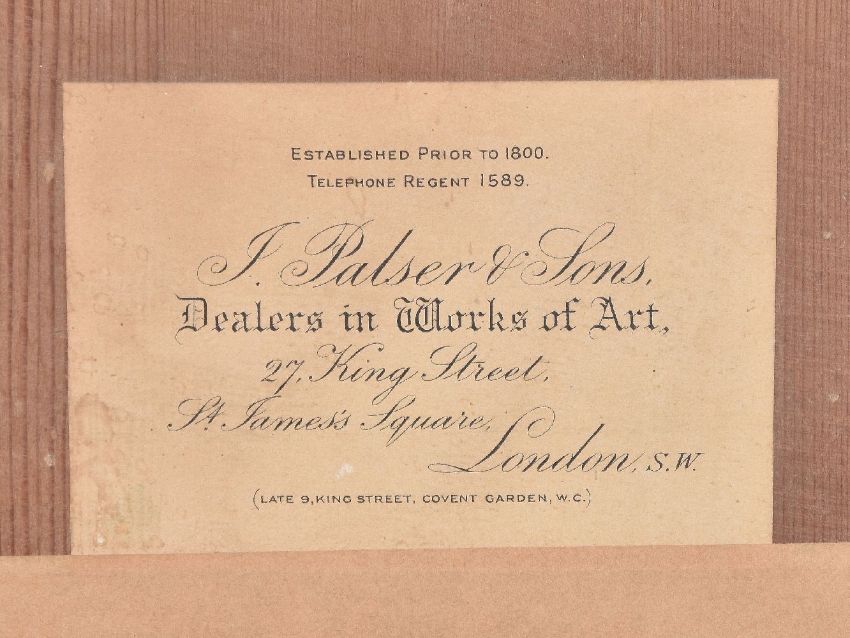 ESTABLISHED PRIOR TO 1800.
TELEPHONE REGENT 1589.
J. Palser & Sons,
Dealers in Works of Art,
27, King Street,
St. James's Square,
London, S.W.
(LATE 9, KING STREET, COVENT GARDEN, W.C.)